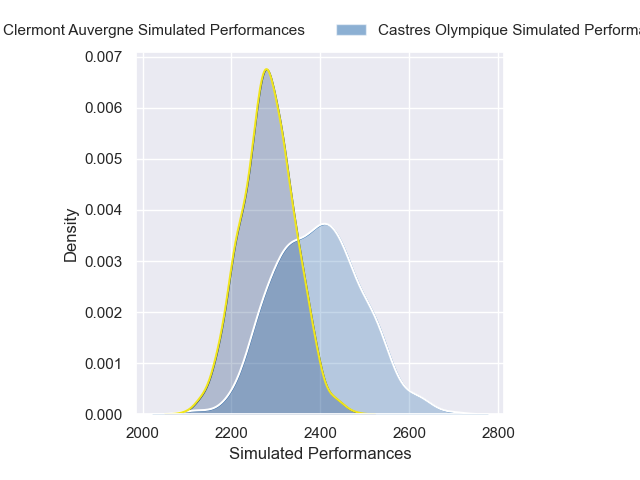 Clermont Auvergne Simulated Performances
Castres Olympique Simulated Performa
0.007
0.006
0.005
0.004
0.003
0.002
0.001
0.000
Density
2000 2200 2400 2600 2800
Simulated Performances